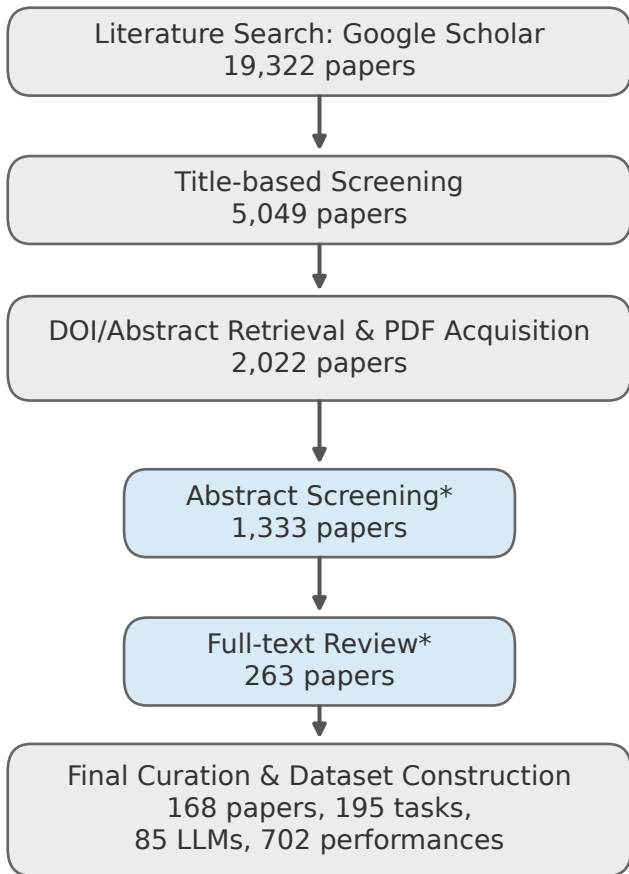 Literature Search: Google Scholar
19,322 papers
Title-based Screening
5,049 papers
DOI/Abstract Retrieval & PDF Acquisition
2,022 papers
Abstract Screening*
1,333 papers
Full-text Review*
263 papers
Final Curation & Dataset Construction
168 papers, 195 tasks,
85 LLMs, 702 performances